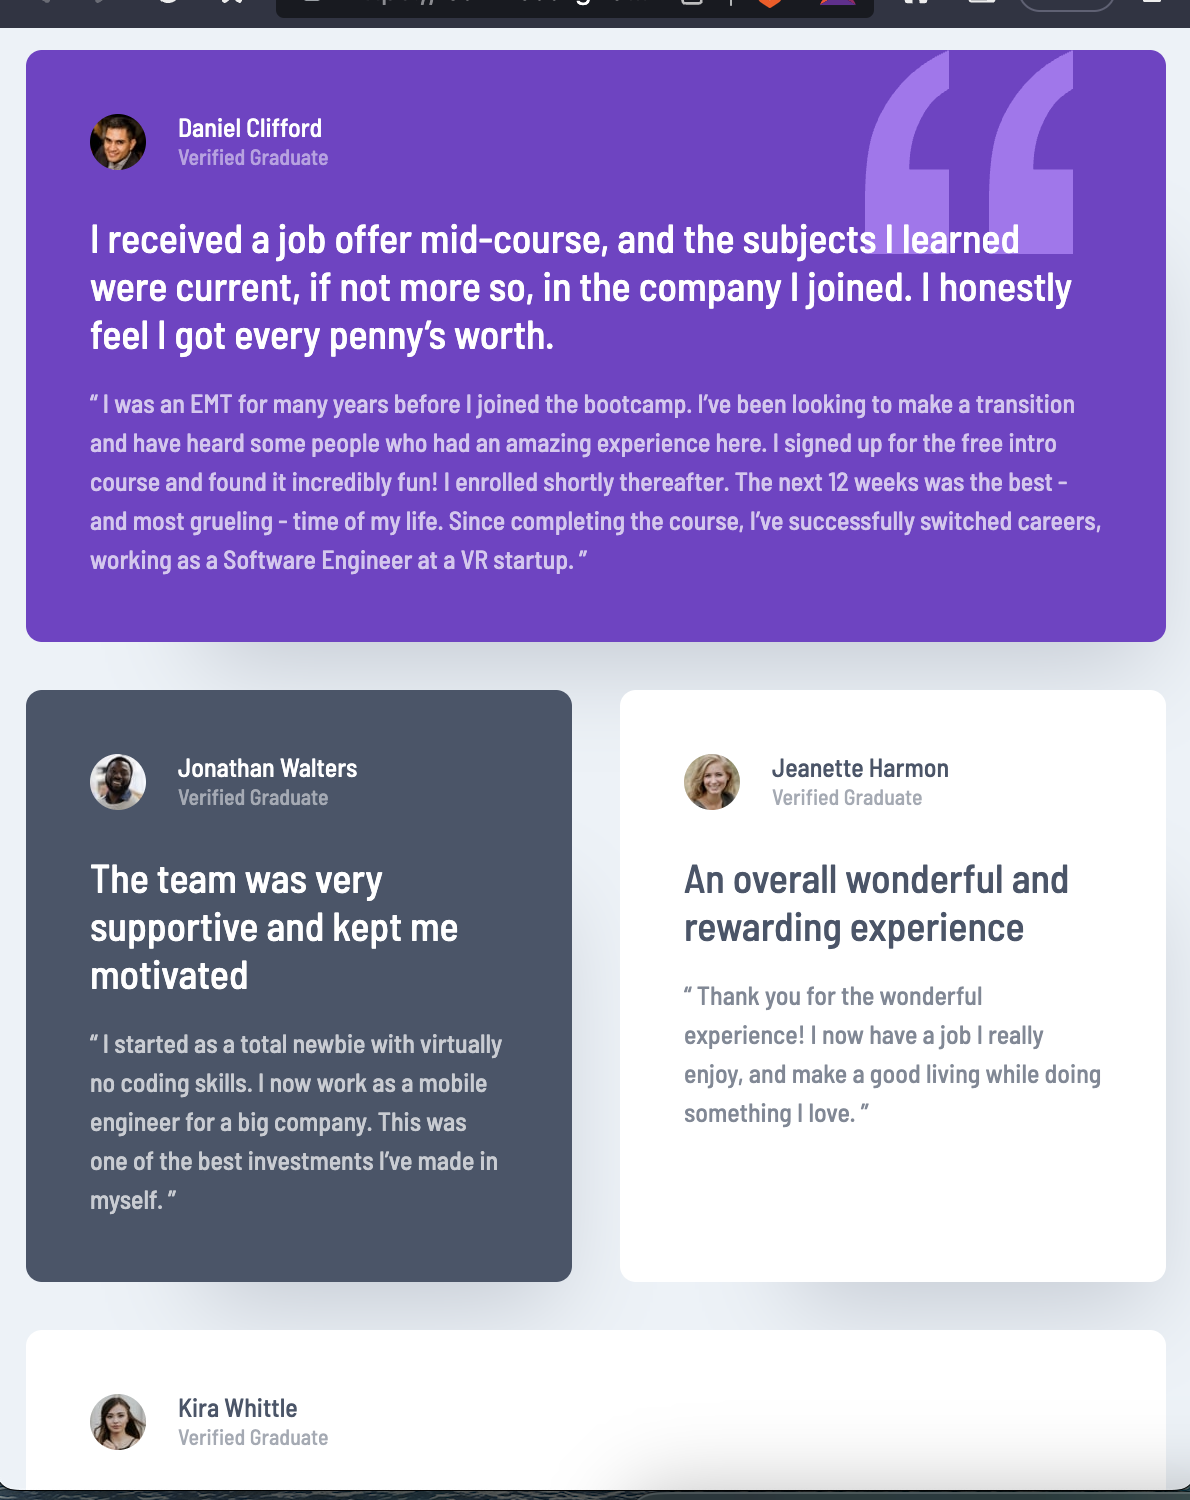 Daniel Clifford
Verified Graduate
I received a job offer mid-course, and the subjects I learned
were current, if not more so, in the company I joined. I honestly
feel I got every penny’s worth.
“ I was an EMT for many years before I joined the bootcamp. I’ve been looking to make a transition
and have heard some people who had an amazing experience here. I signed up for the free intro
course and found it incredibly fun! I enrolled shortly thereafter. The next 12 weeks was the best -
and most grueling - time of my life. Since completing the course, I’ve successfully switched careers,
working as a Software Engineer at a VR startup. ”
Jonathan Walters
Verified Graduate
The team was very
supportive and kept me
motivated
“ I started as a total newbie with virtually
no coding skills. I now work as a mobile
engineer for a big company. This was
one of the best investments I’ve made in
myself. ”
Jeanette Harmon
Verified Graduate
An overall wonderful and
rewarding experience
“ Thank you for the wonderful
experience! I now have a job I really
enjoy, and make a good living while doing
something I love. ”
Kira Whittle
Verified Graduate